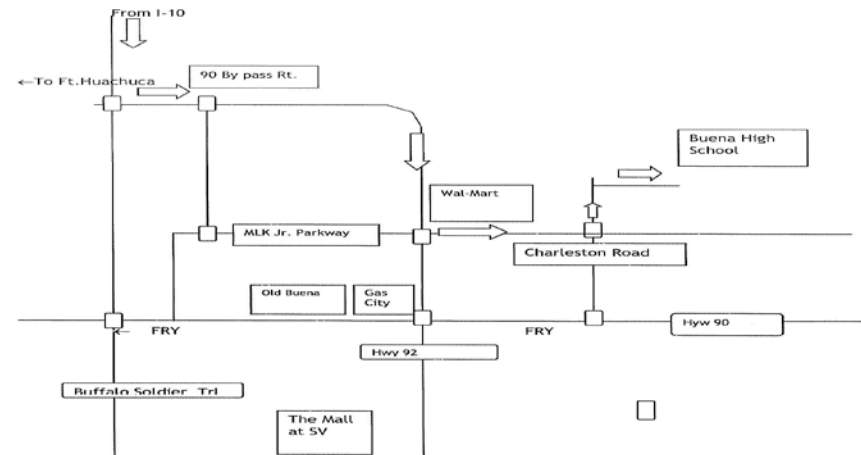 From I-10
←To Ft.Huachuca
90 By pass Rt.
Buena High
School
Wal-Mart
MLK Jr. Parkway
Charleston Road
Old Buena
Gas
City
Hyw 90
← FRY
FRY
Hwy 92
Buffalo Soldier Trl
The Mall
at SV